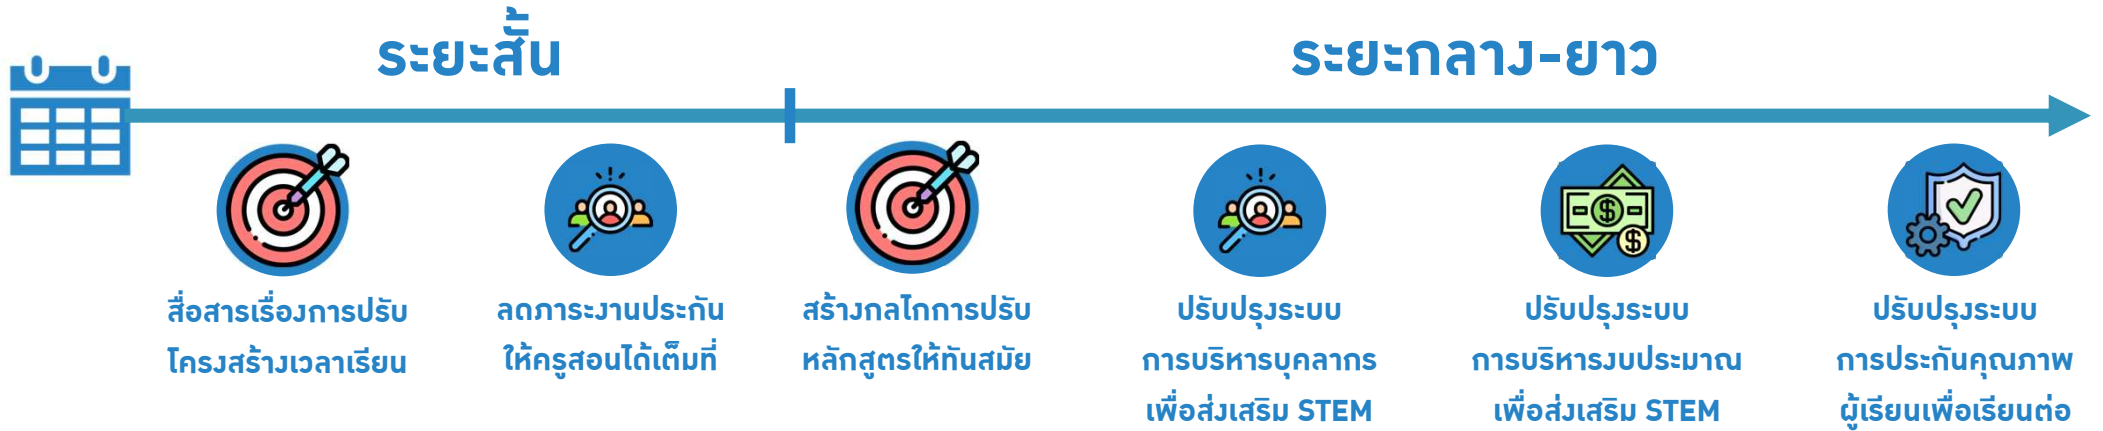 ระยะสั้น
ระยะกลาง-ยาว
สื่อสารเรื่องการปรับ
โครงสร้างเวลาเรียน
ลดภาระงานประกัน
ให้ครูสอนได้เต็มที่
สร้างกลไกการปรับ
หลักสูตรให้ทันสมัย
ปรับปรุงระบบ
การบริหารบุคลากร
เพื่อส่งเสริม STEM
ปรับปรุงระบบ
การบริหารงบประมาณ
เพื่อส่งเสริม STEM
ปรับปรุงระบบ
การประกันคุณภาพ
ผู้เรียนเพื่อเรียนต่อ